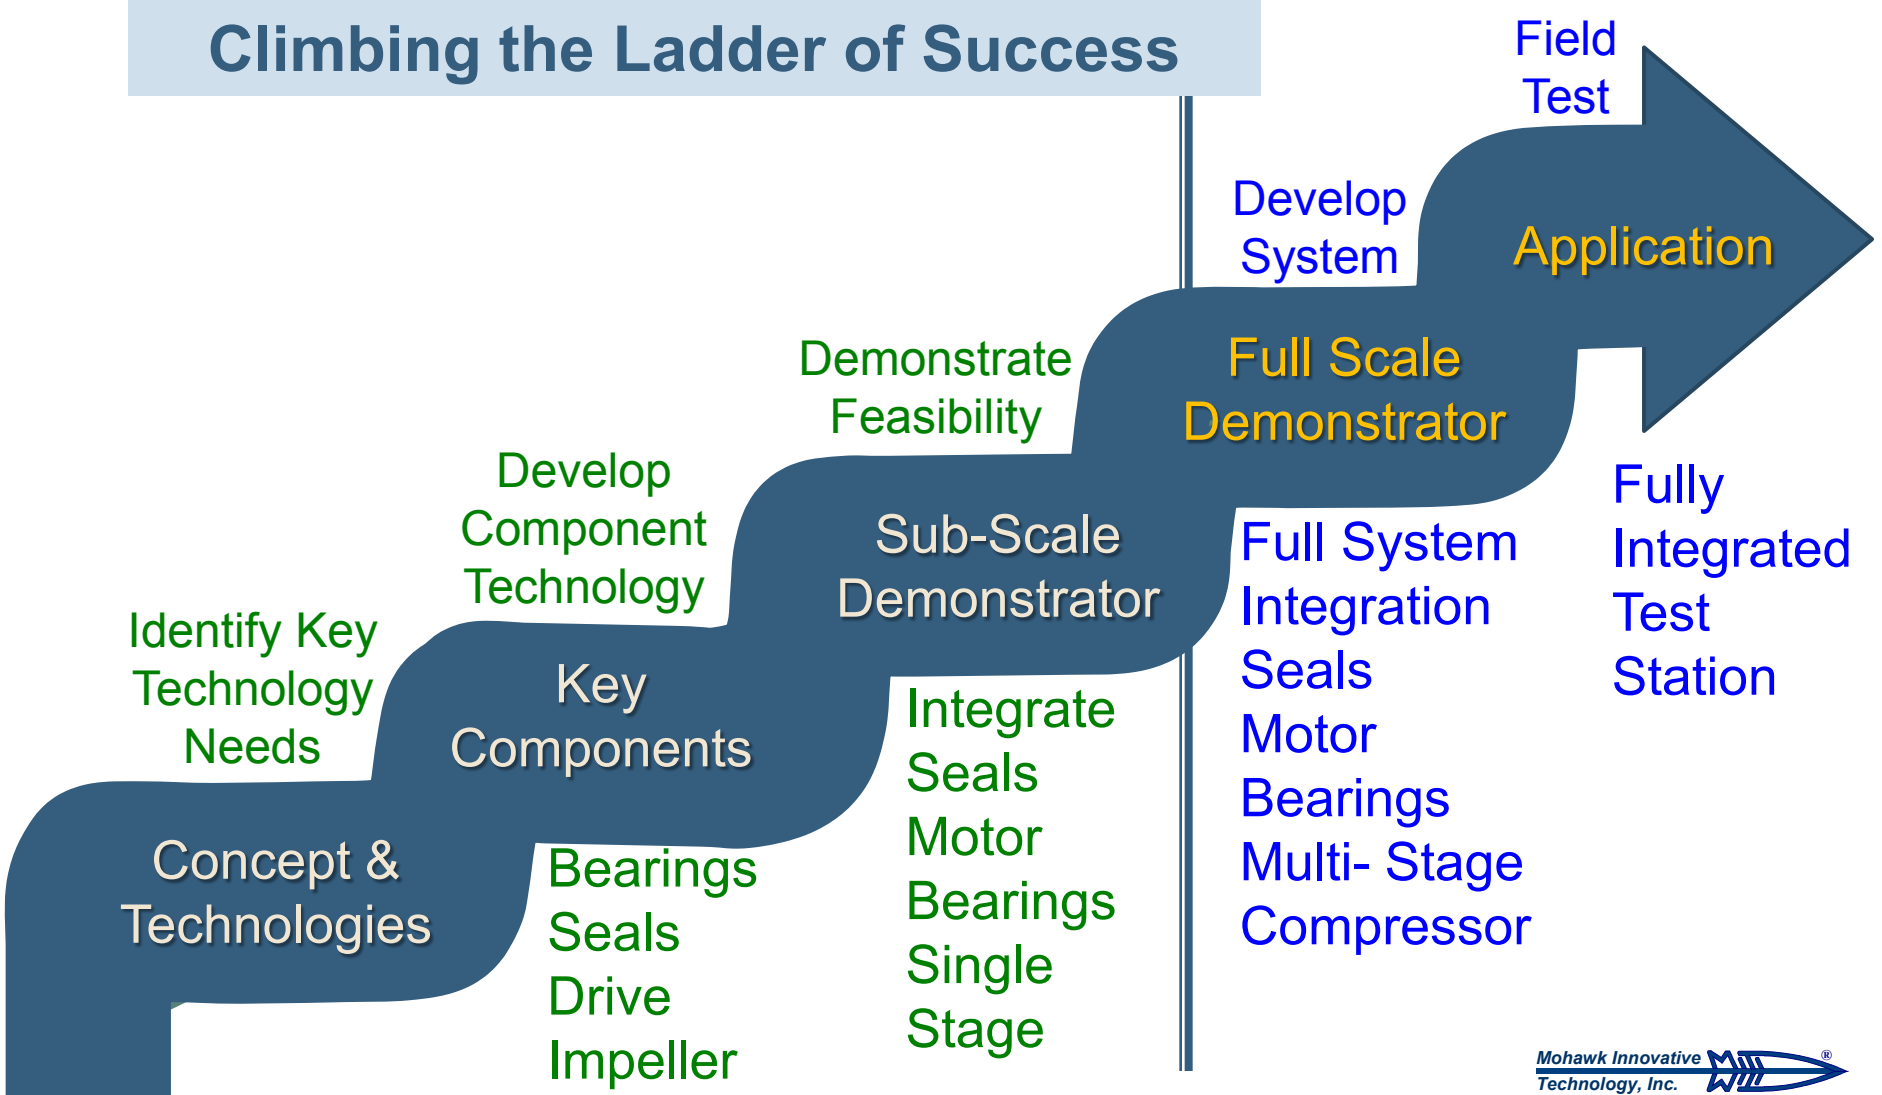 Climbing the Ladder of Success
Identify Key
Technology
Needs
Concept &
Technologies
Develop
Component
Technology
Key
Components
Bearings
Seals
Drive
Impeller
Demonstrate
Feasibility
Sub-Scale
Demonstrator
Integrate
Seals
Motor
Bearings
Single
Stage
Develop
System
Full Scale
Demonstrator
Full System
Integration
Seals
Motor
Bearings
Multi- Stage
Compressor
Field
Test
Application
Fully
Integrated
Test
Station
Mohawk Innovative
Technology, Inc.
®